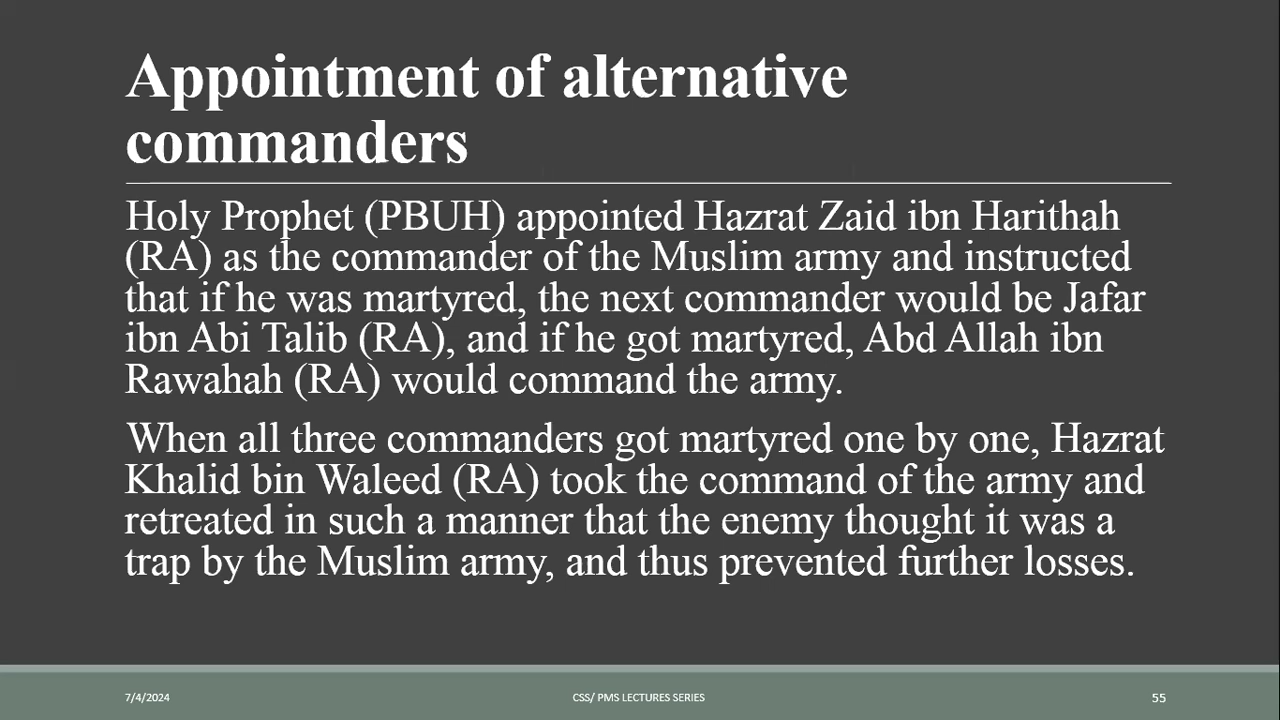 Appointment of alternative
commanders
Holy Prophet (PBUH) appointed Hazrat Zaid ibn Harithah
(RA) as the commander of the Muslim army and instructed
that if he was martyred, the next commander would be Jafar
ibn Abi Talib (RA), and if he got martyred, Abd Allah ibn
Rawahah (RA) would command the army.
When all three commanders got martyred one by one, Hazrat
Khalid bin Waleed (RA) took the command of the army and
retreated in such a manner that the enemy thought it was a
trap by the Muslim army, and thus prevented further losses.
7/4/2024
CSS/ PMS LECTURES SERIES
55